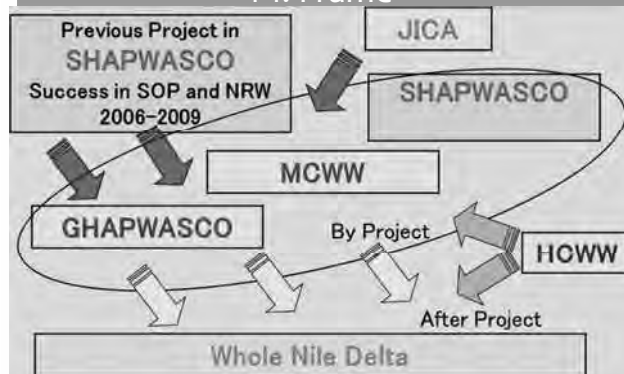 Previous Project in
SHAPWASCO
Success in SOP and NRW
2006-2009
JICA
SHAPWASCO
MCWW
GHAPWASCO
By Project
HCWW
After Project
Whole Nile Delta